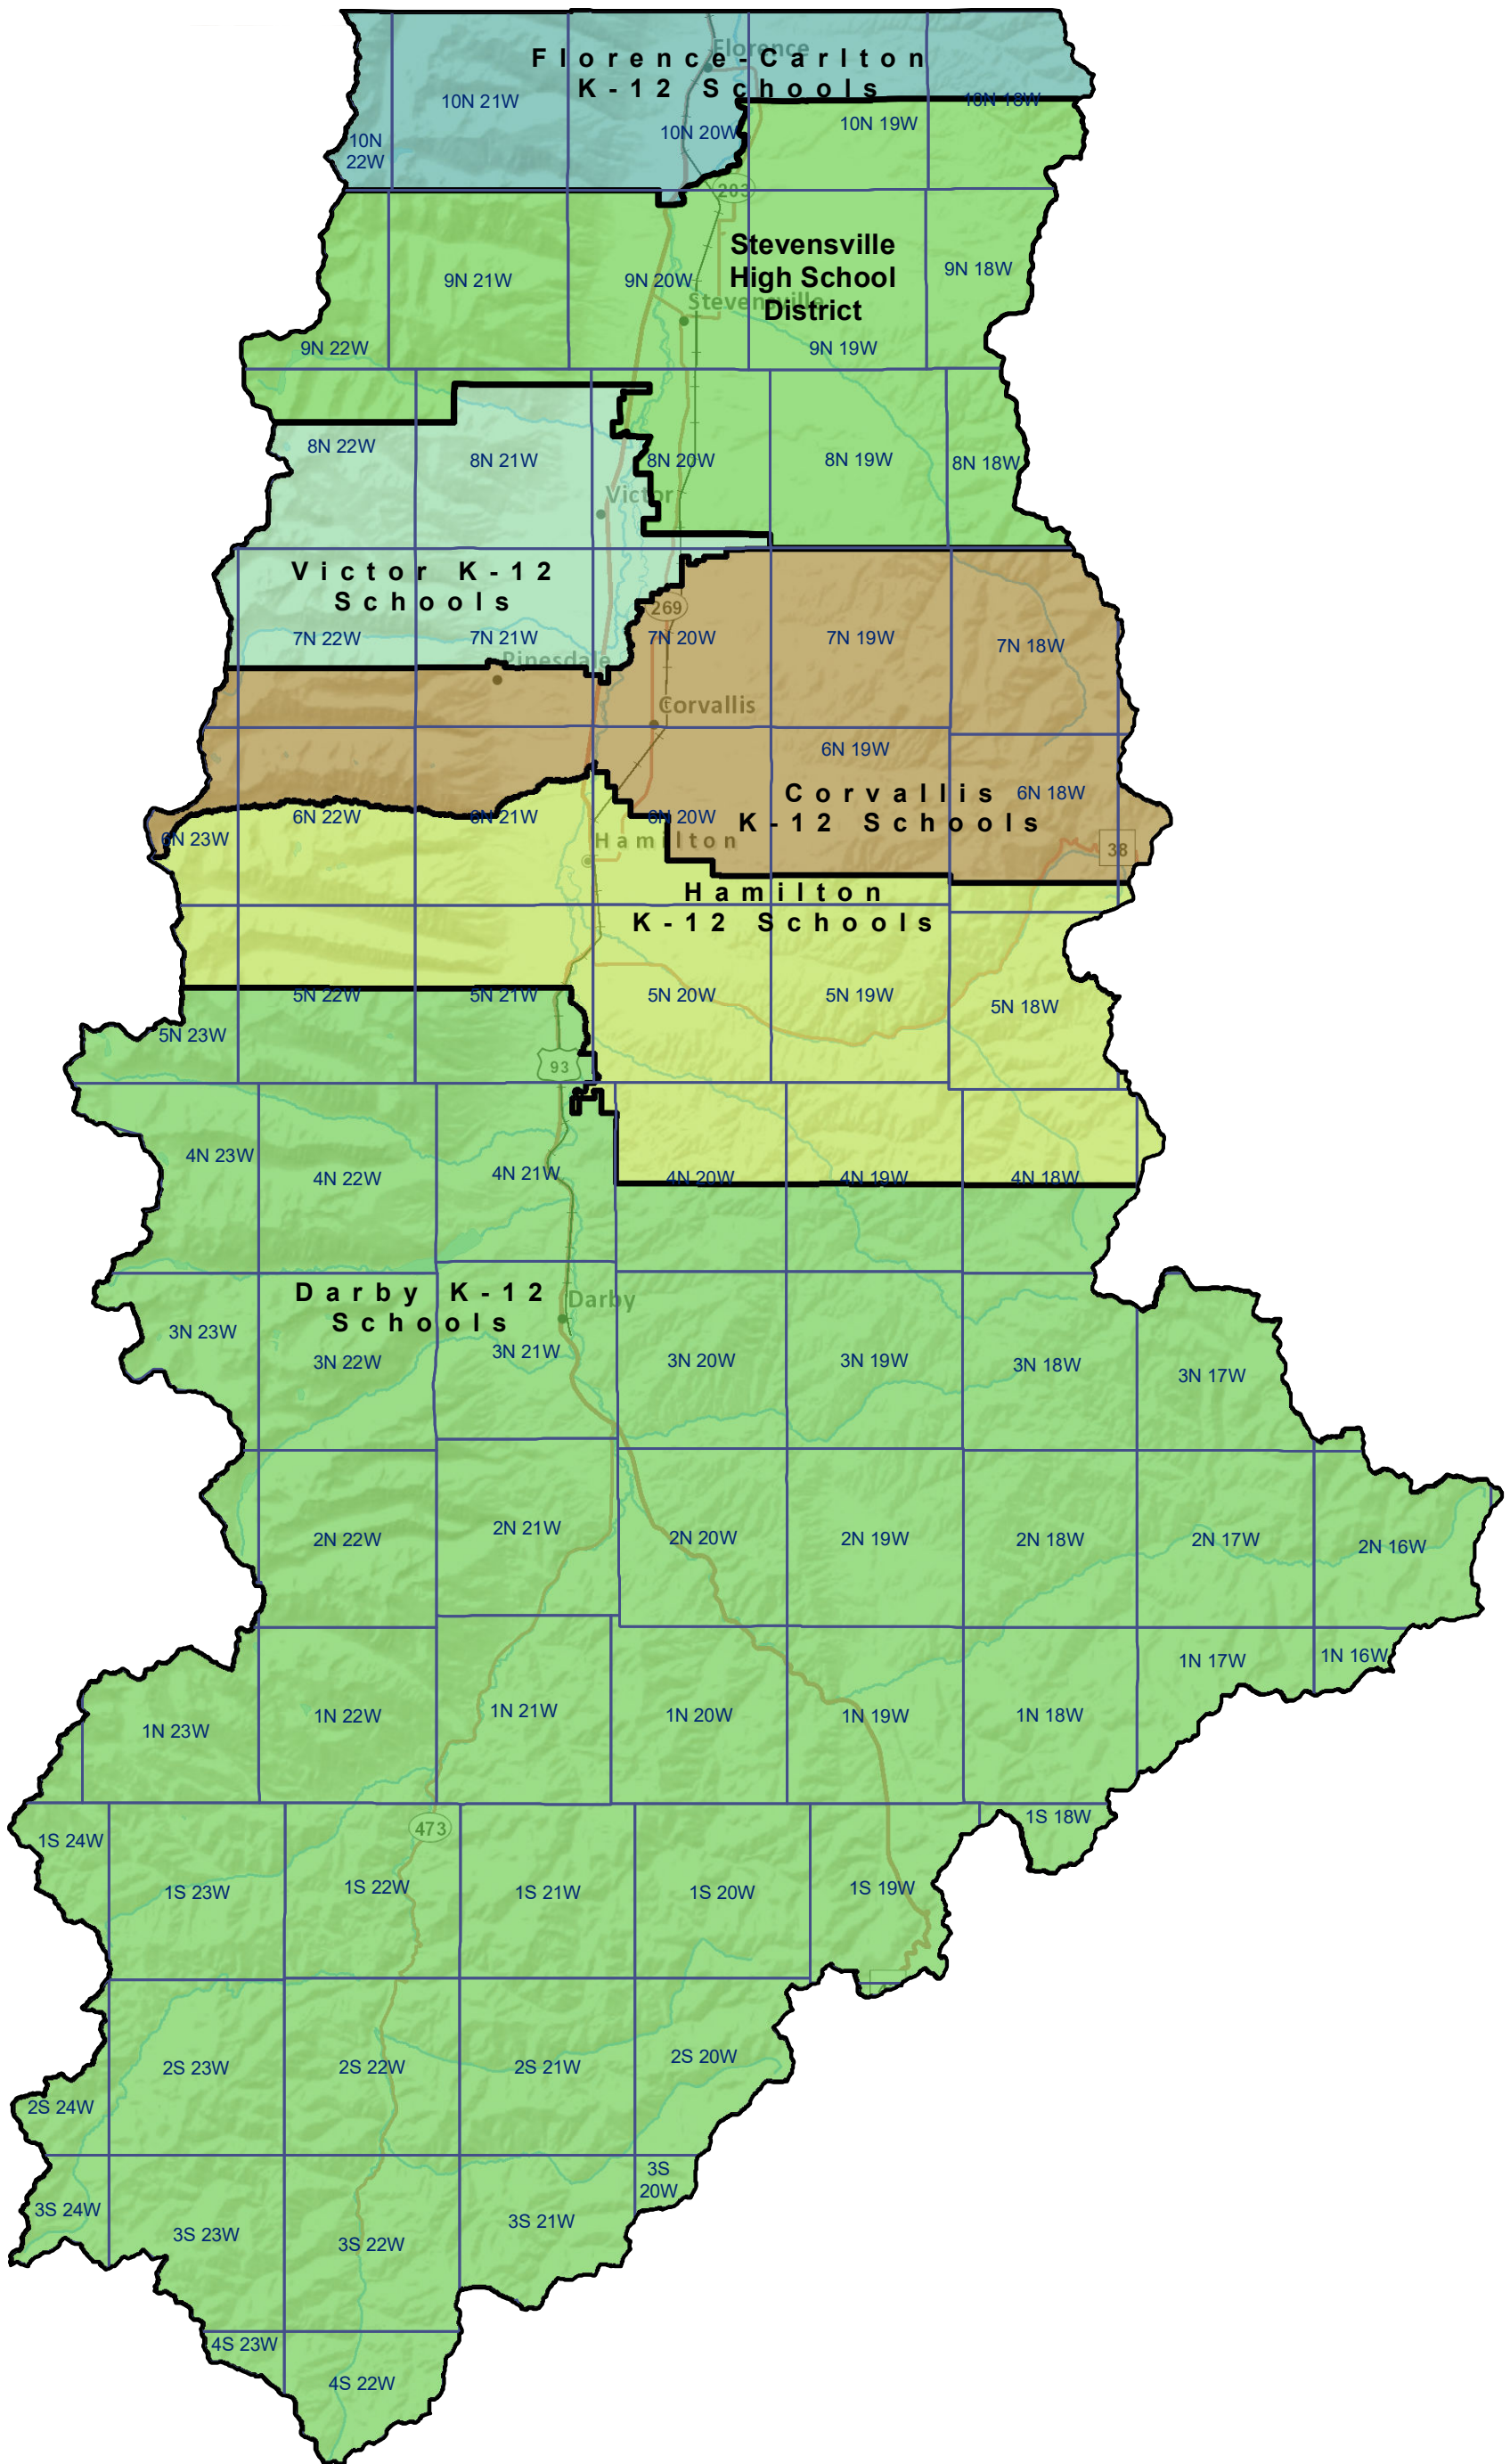 Florence
Florence-Carlton
K-12 Schools
10N 21W
10N 18W
10N 19W
10N 20W
10N
22W
203
Stevensville
High School
District
9N 18W
9N 21W
9N 20W
Stevensville
9N 22W
9N 19W
8N 22W
8N 21W
8N 20W
8N 19W
8N 18W
Victor
Victor K-12
Schools
269
7N 22W
7N 21W
7N 20W
7N 19W
7N 18W
Pinesdale
Corvallis
6N 19W
Corvallis
K-12 Schools
6N 18W
6N 22W
6N 21W
6N 20W
6N 23W
Hamilton
38
Hamilton
K-12 Schools
5N 22W
5N 21W
5N 20W
5N 19W
5N 18W
5N 23W
93
4N 23W
4N 22W
4N 21W
4N 20W
4N 19W
4N 18W
Darby K-12
Schools
Darby
3N 23W
3N 22W
3N 21W
3N 20W
3N 19W
3N 18W
3N 17W
2N 22W
2N 21W
2N 20W
2N 19W
2N 18W
2N 17W
2N 16W
1N 17W
1N 16W
1N 23W
1N 22W
1N 21W
1N 20W
1N 19W
1N 18W
1S 18W
473
1S 24W
1S 23W
1S 22W
1S 21W
1S 20W
1S 19W
2S 23W
2S 22W
2S 21W
2S 20W
2S 24W
3S
20W
3S 24W
3S 23W
3S 22W
3S 21W
4S 23W
4S 22W